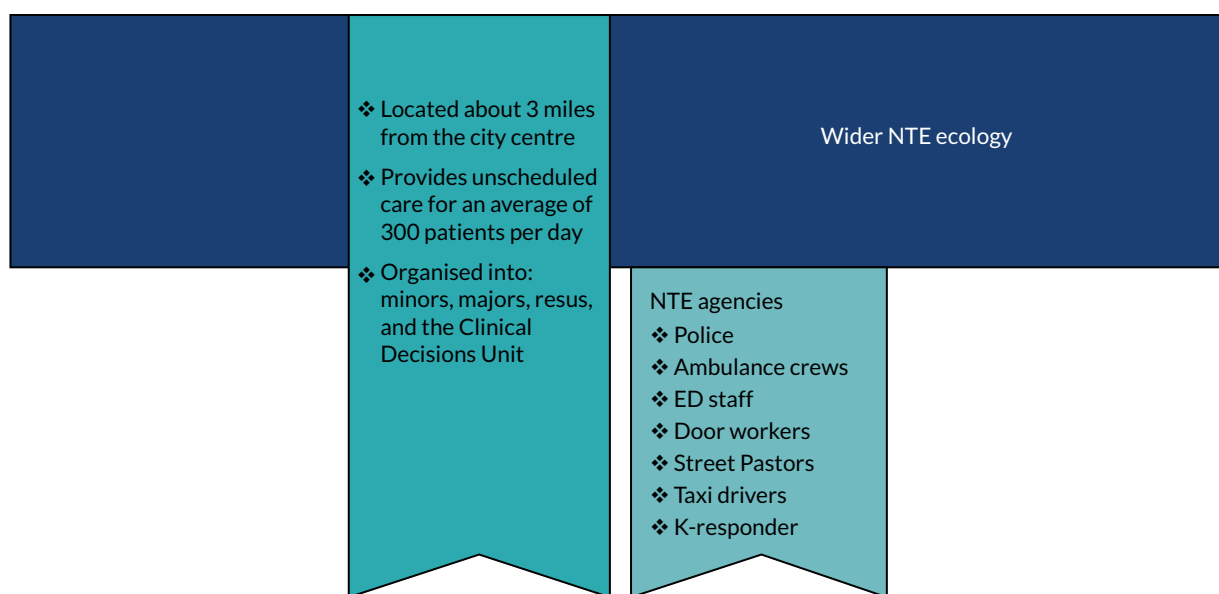 ❖ Located about 3 miles
from the city centre
❖ Provides unscheduled
care for an average of
300 patients per day
❖ Organised into:
minors, majors, resus,
and the Clinical
Decisions Unit
Wider NTE ecology
NTE agencies
❖ Police
❖ Ambulance crews
❖ ED staff
❖ Door workers
❖ Street Pastors
❖ Taxi drivers
❖ K-responder